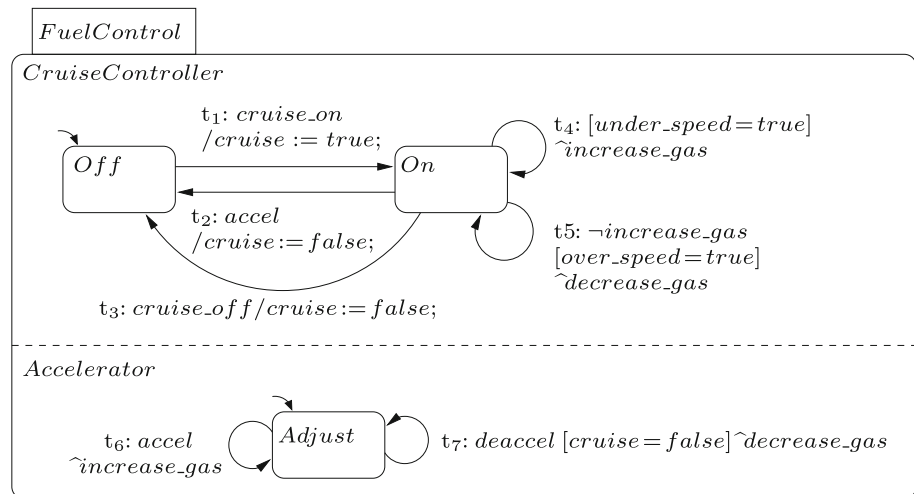 FuelControl
CruiseController
t₁: cruise_on
/cruise := true;
Off
On
t₄: [under_speed=true]
^increase_gas
t₂: accel
/cruise:=false;
t5: ¬increase_gas
[over_speed=true]
^decrease_gas
t₃: cruise_off/cruise:=false;
Accelerator
Adjust
t₆: accel
^increase_gas
t₇: deaccel [cruise=false]^decrease_gas